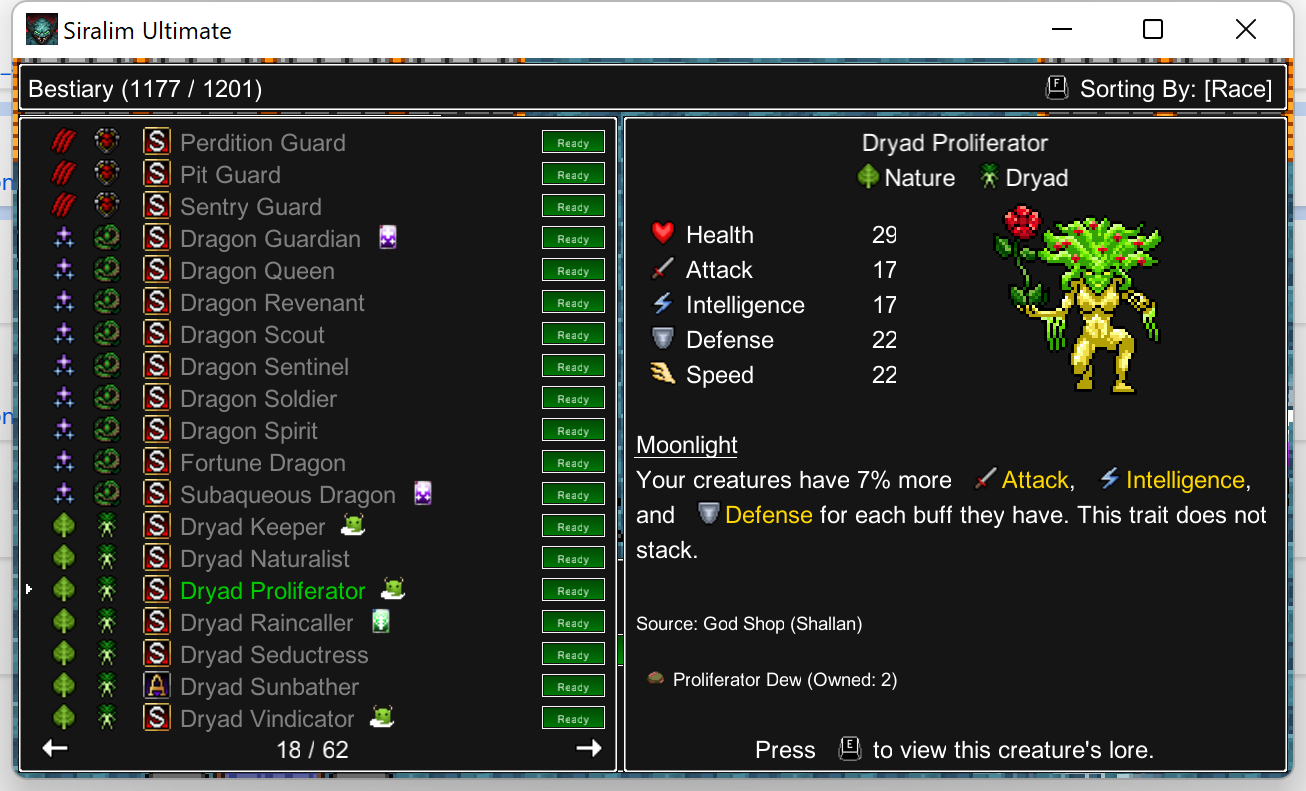 Siralim Ultimate
Bestiary (1177 / 1201)
F Sorting By: [Race]
S Perdition Guard Ready
S Pit Guard Ready
S Sentry Guard Ready
S Dragon Guardian Ready
S Dragon Queen Ready
S Dragon Revenant Ready
S Dragon Scout Ready
S Dragon Sentinel Ready
S Dragon Soldier Ready
S Dragon Spirit Ready
S Fortune Dragon Ready
S Subaqueous Dragon Ready
S Dryad Keeper Ready
S Dryad Naturalist Ready
S Dryad Proliferator Ready
S Dryad Raincaller Ready
S Dryad Seductress Ready
A Dryad Sunbather Ready
S Dryad Vindicator Ready
18 / 62
Dryad Proliferator
Nature Dryad
Health 29
Attack 17
Intelligence 17
Defense 22
Speed 22
Moonlight
Your creatures have 7% more Attack, Intelligence,
and Defense for each buff they have. This trait does not
stack.
Source: God Shop (Shallan)
Proliferator Dew (Owned: 2)
Press E to view this creature's lore.